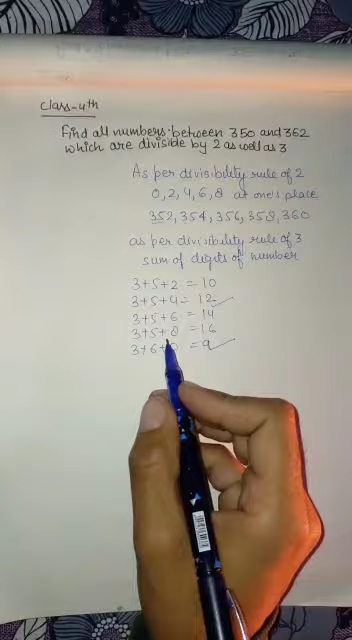 Class-4th
Find all numbers between 350 and 362
which are divisible by 2 as well as 3
As per divisibility rule of 2
0, 2, 4, 6, 8 at one's place
352, 354, 356, 358, 360
as per divisibility rule of 3
sum of digits of number
3+5+2 = 10
3+5+4 = 12 ✓
3+5+6 = 14
3+5+8 = 16
3+6+0 = 9 ✓